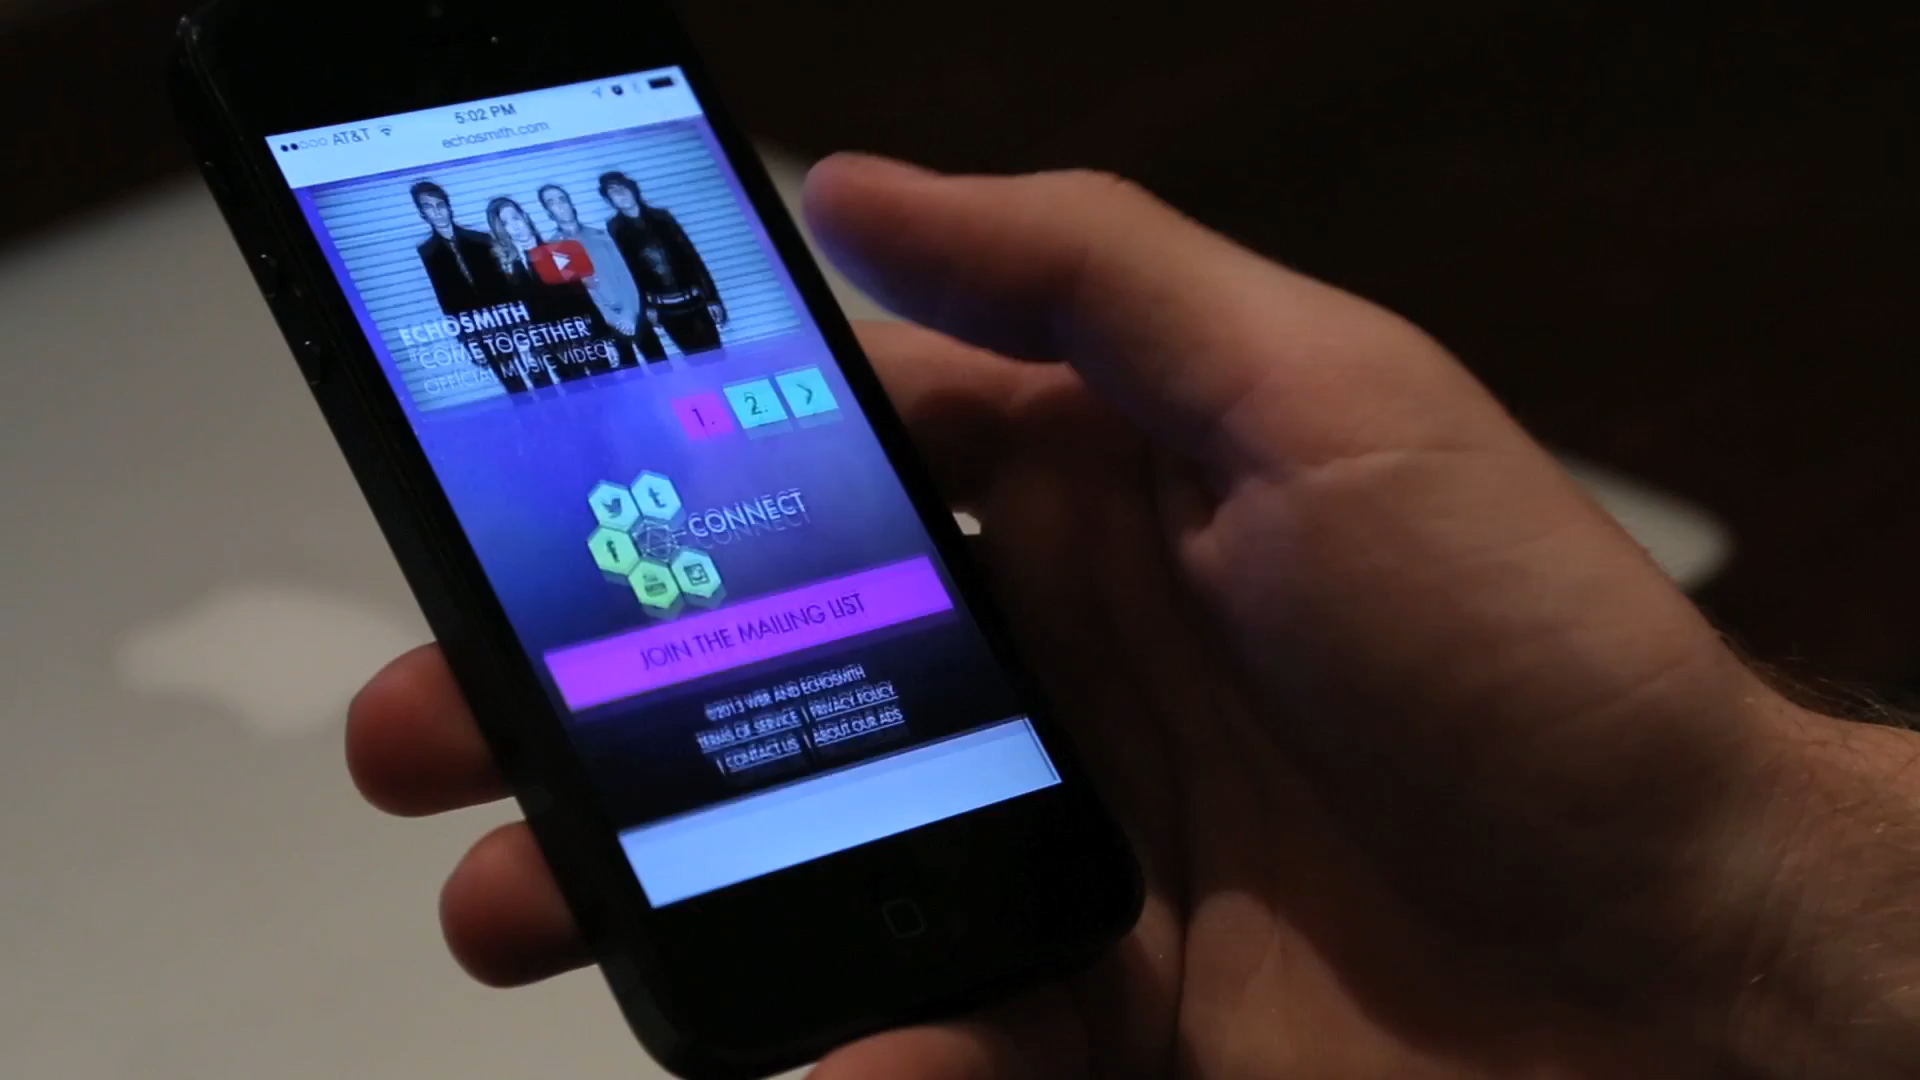 AT&T 5:02 PM
echosmith.com
ECHOSMITH
"COME TOGETHER"
OFFICIAL MUSIC VIDEO
1. 2. >
t
f
CONNECT
JOIN THE MAILING LIST
©2013 WBR AND ECHOSMITH
TERMS OF SERVICE | PRIVACY POLICY
| CONTACT US | ABOUT OUR ADS